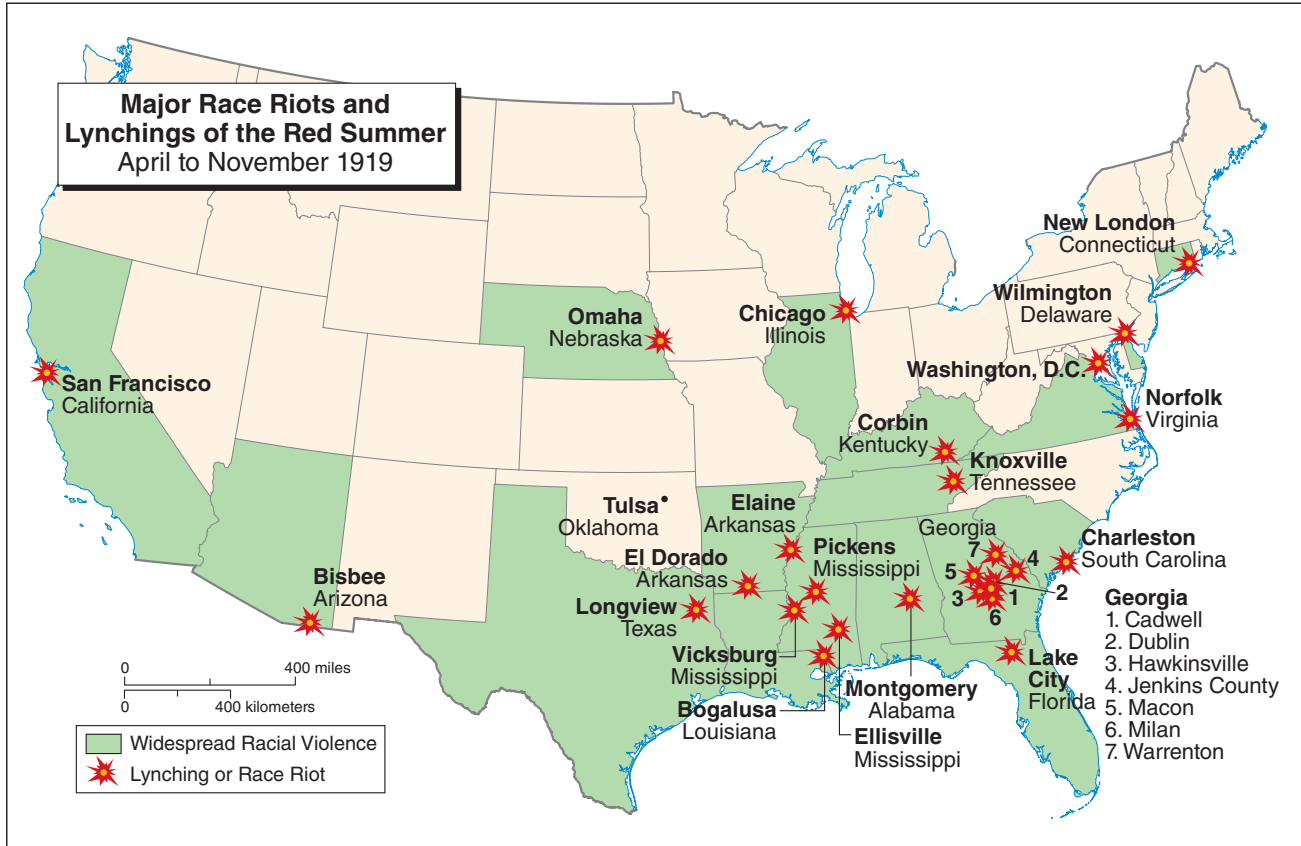 Major Race Riots and
Lynchings of the Red Summer
April to November 1919
New London
Connecticut
Wilmington
Delaware
Omaha
Nebraska
Chicago
Illinois
Washington, D.C.
San Francisco
California
Norfolk
Virginia
Corbin
Kentucky
Knoxville
Tennessee
Tulsa
Oklahoma
Elaine
Arkansas
Georgia
Charleston
South Carolina
Pickens
Mississippi
7
4
5
El Dorado
Arkansas
Bisbee
Arizona
3
1
2
6
Longview
Texas
Georgia
1. Cadwell
2. Dublin
3. Hawkinsville
4. Jenkins County
5. Macon
6. Milan
7. Warrenton
Vicksburg
Mississippi
Lake
City
Florida
Montgomery
Alabama
Bogalusa
Louisiana
Ellisville
Mississippi
0 400 miles
0 400 kilometers
Widespread Racial Violence
Lynching or Race Riot